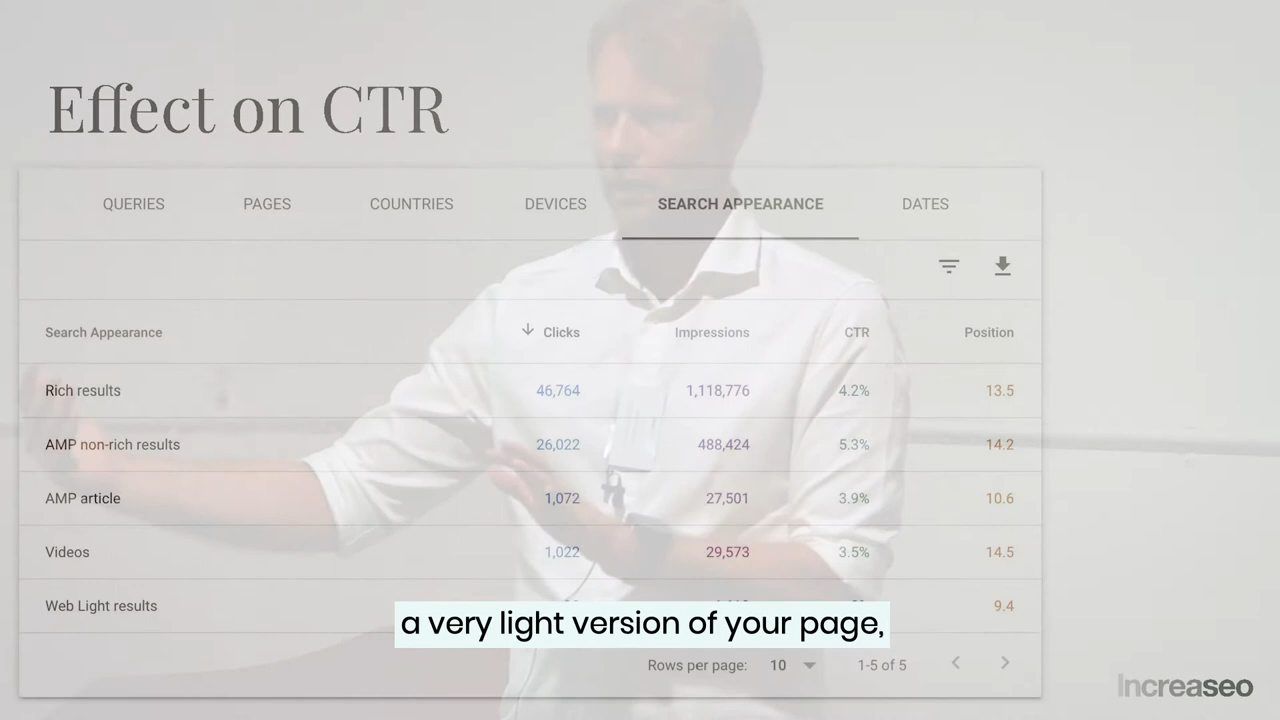 Effect on CTR
QUERIES PAGES COUNTRIES DEVICES SEARCH APPEARANCE DATES
Search Appearance Clicks Impressions CTR Position
Rich results 46,764 1,118,776 4.2% 13.5
AMP non-rich results 26,022 488,424 5.3% 14.2
AMP article 1,072 27,501 3.9% 10.6
Videos 1,022 29,573 3.5% 14.5
Web Light results 9.4
a very light version of your page,
Rows per page: 10 1-5 of 5
Increaseo